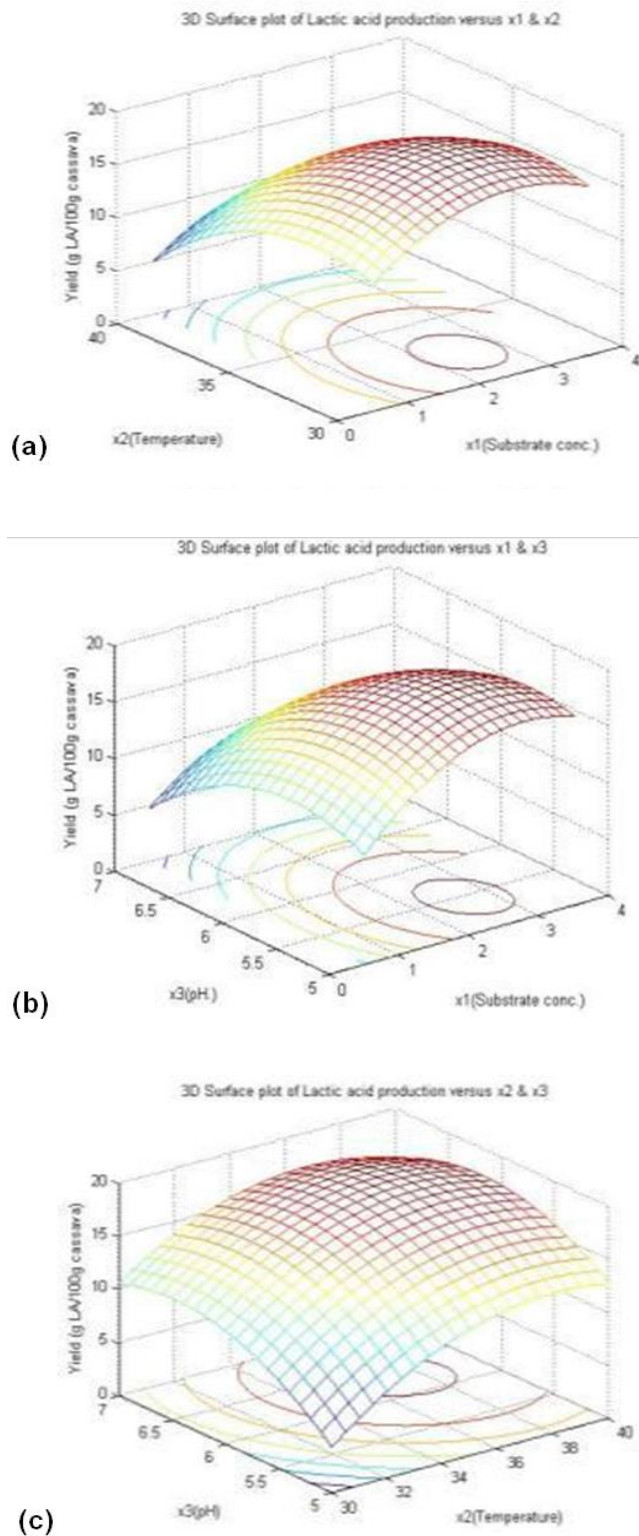 3D Surface plot of Lactic acid production versus x1 & x2
20
15
10
5
0
Yield (g LA/100g cassava)
40
35
30
x2(Temperature)
0
1
2
3
4
x1(Substrate conc.)
(a)
3D Surface plot of Lactic acid production versus x1 & x3
20
15
10
5
0
Yield (g LA/100g cassava)
7
6.5
6
5.5
5
x3(pH.)
0
1
2
3
4
x1(Substrate conc.)
(b)
3D Surface plot of Lactic acid production versus x2 & x3
20
15
10
5
0
Yield (g LA/100g cassava)
7
6.5
6
5.5
5
x3(pH)
30
32
34
36
38
40
x2(Temperature)
(c)